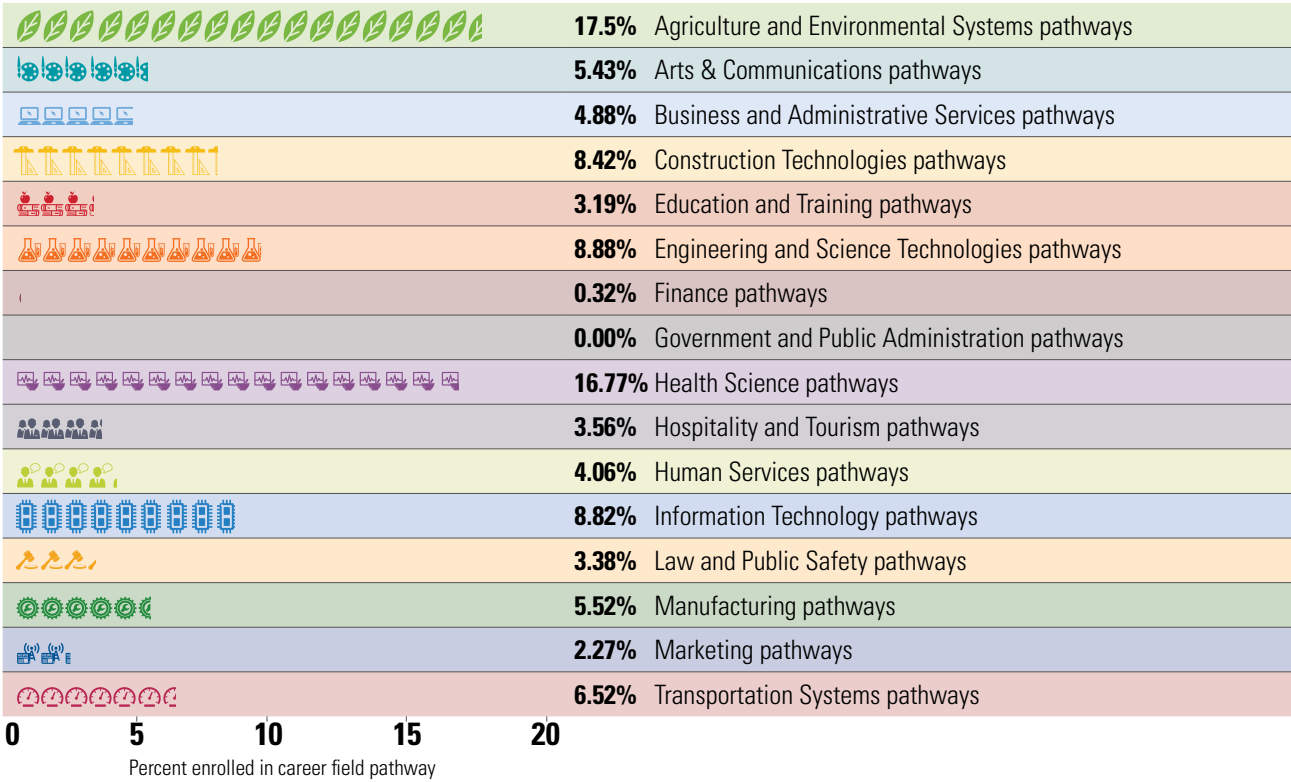 17.5% Agriculture and Environmental Systems pathways
5.43% Arts & Communications pathways
4.88% Business and Administrative Services pathways
8.42% Construction Technologies pathways
3.19% Education and Training pathways
8.88% Engineering and Science Technologies pathways
0.32% Finance pathways
0.00% Government and Public Administration pathways
16.77% Health Science pathways
3.56% Hospitality and Tourism pathways
4.06% Human Services pathways
8.82% Information Technology pathways
3.38% Law and Public Safety pathways
5.52% Manufacturing pathways
2.27% Marketing pathways
6.52% Transportation Systems pathways
0 5 10 15 20
Percent enrolled in career field pathway